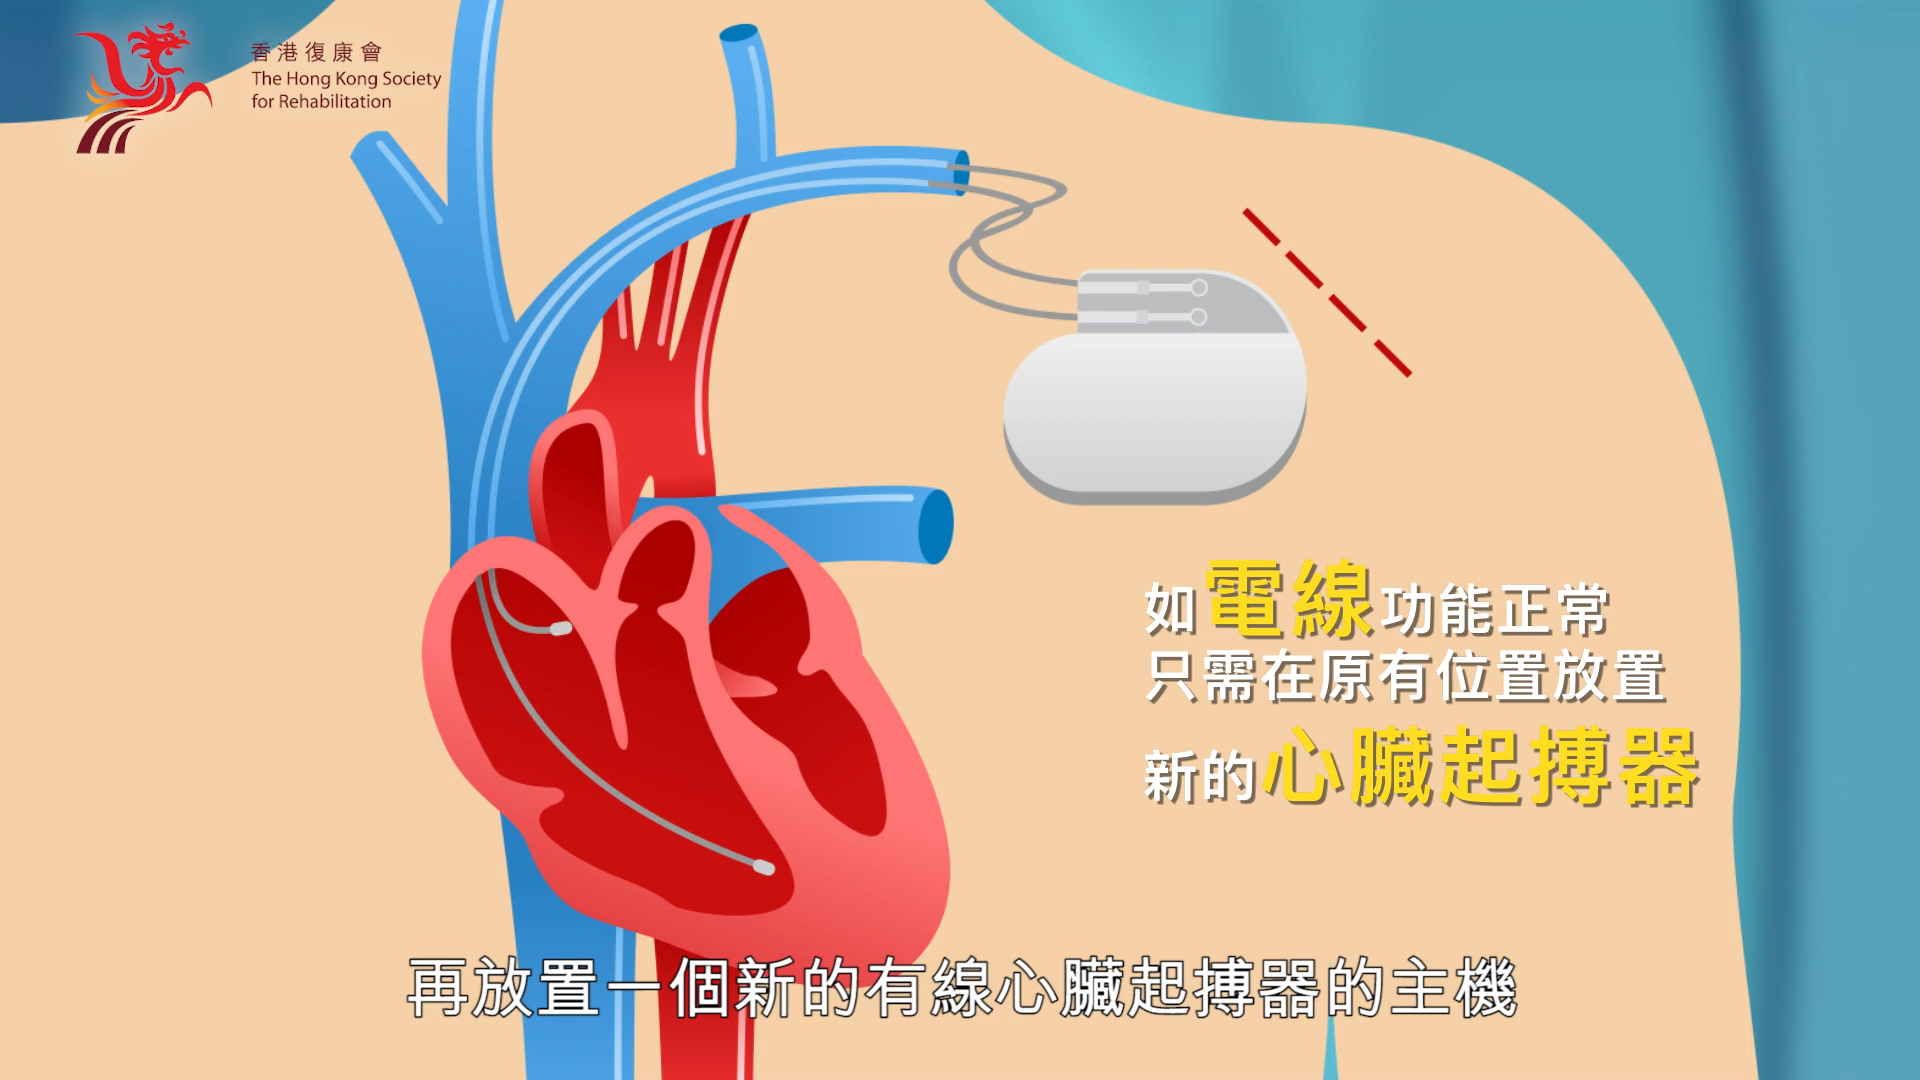 香港復康會
The Hong Kong Society
for Rehabilitation
如電線功能正常
只需在原有位置放置
新的心臟起搏器
再放置一個新的有線心臟起搏器的主機